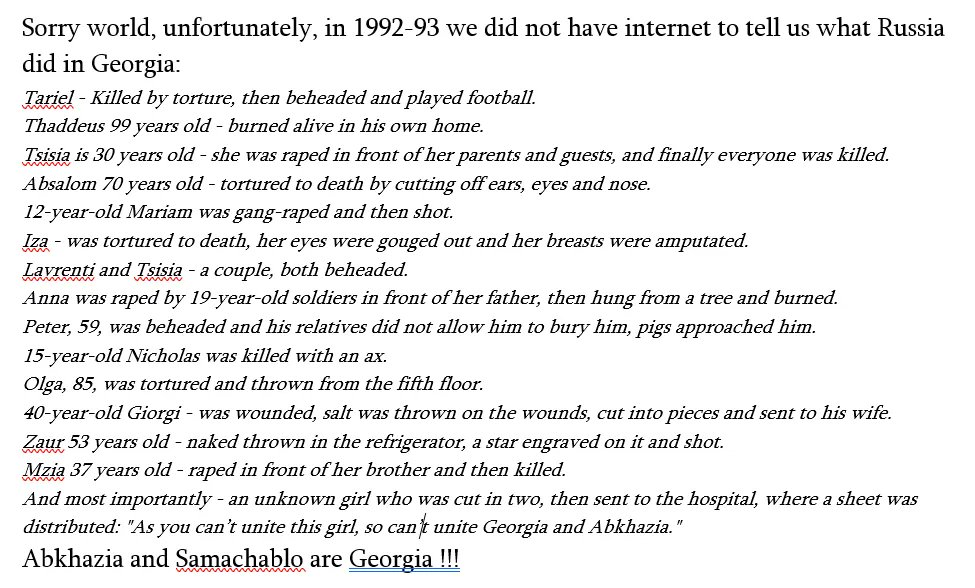 Sorry world, unfortunately, in 1992-93 we did not have internet to tell us what Russia
did in Georgia:
Tariel - Killed by torture, then beheaded and played football.
Thaddeus 99 years old - burned alive in his own home.
Tsisia is 30 years old - she was raped in front of her parents and guests, and finally everyone was killed.
Absalom 70 years old - tortured to death by cutting off ears, eyes and nose.
12-year-old Mariam was gang-raped and then shot.
Iza - was tortured to death, her eyes were gouged out and her breasts were amputated.
Lavrenti and Tsisia - a couple, both beheaded.
Anna was raped by 19-year-old soldiers in front of her father, then hung from a tree and burned.
Peter, 59, was beheaded and his relatives did not allow him to bury him, pigs approached him.
15-year-old Nicholas was killed with an ax.
Olga, 85, was tortured and thrown from the fifth floor.
40-year-old Giorgi - was wounded, salt was thrown on the wounds, cut into pieces and sent to his wife.
Zaur 53 years old - naked thrown in the refrigerator, a star engraved on it and shot.
Mzia 37 years old - raped in front of her brother and then killed.
And most importantly - an unknown girl who was cut in two, then sent to the hospital, where a sheet was
distributed: "As you can’t unite this girl, so can’t unite Georgia and Abkhazia."
Abkhazia and Samachablo are Georgia !!!